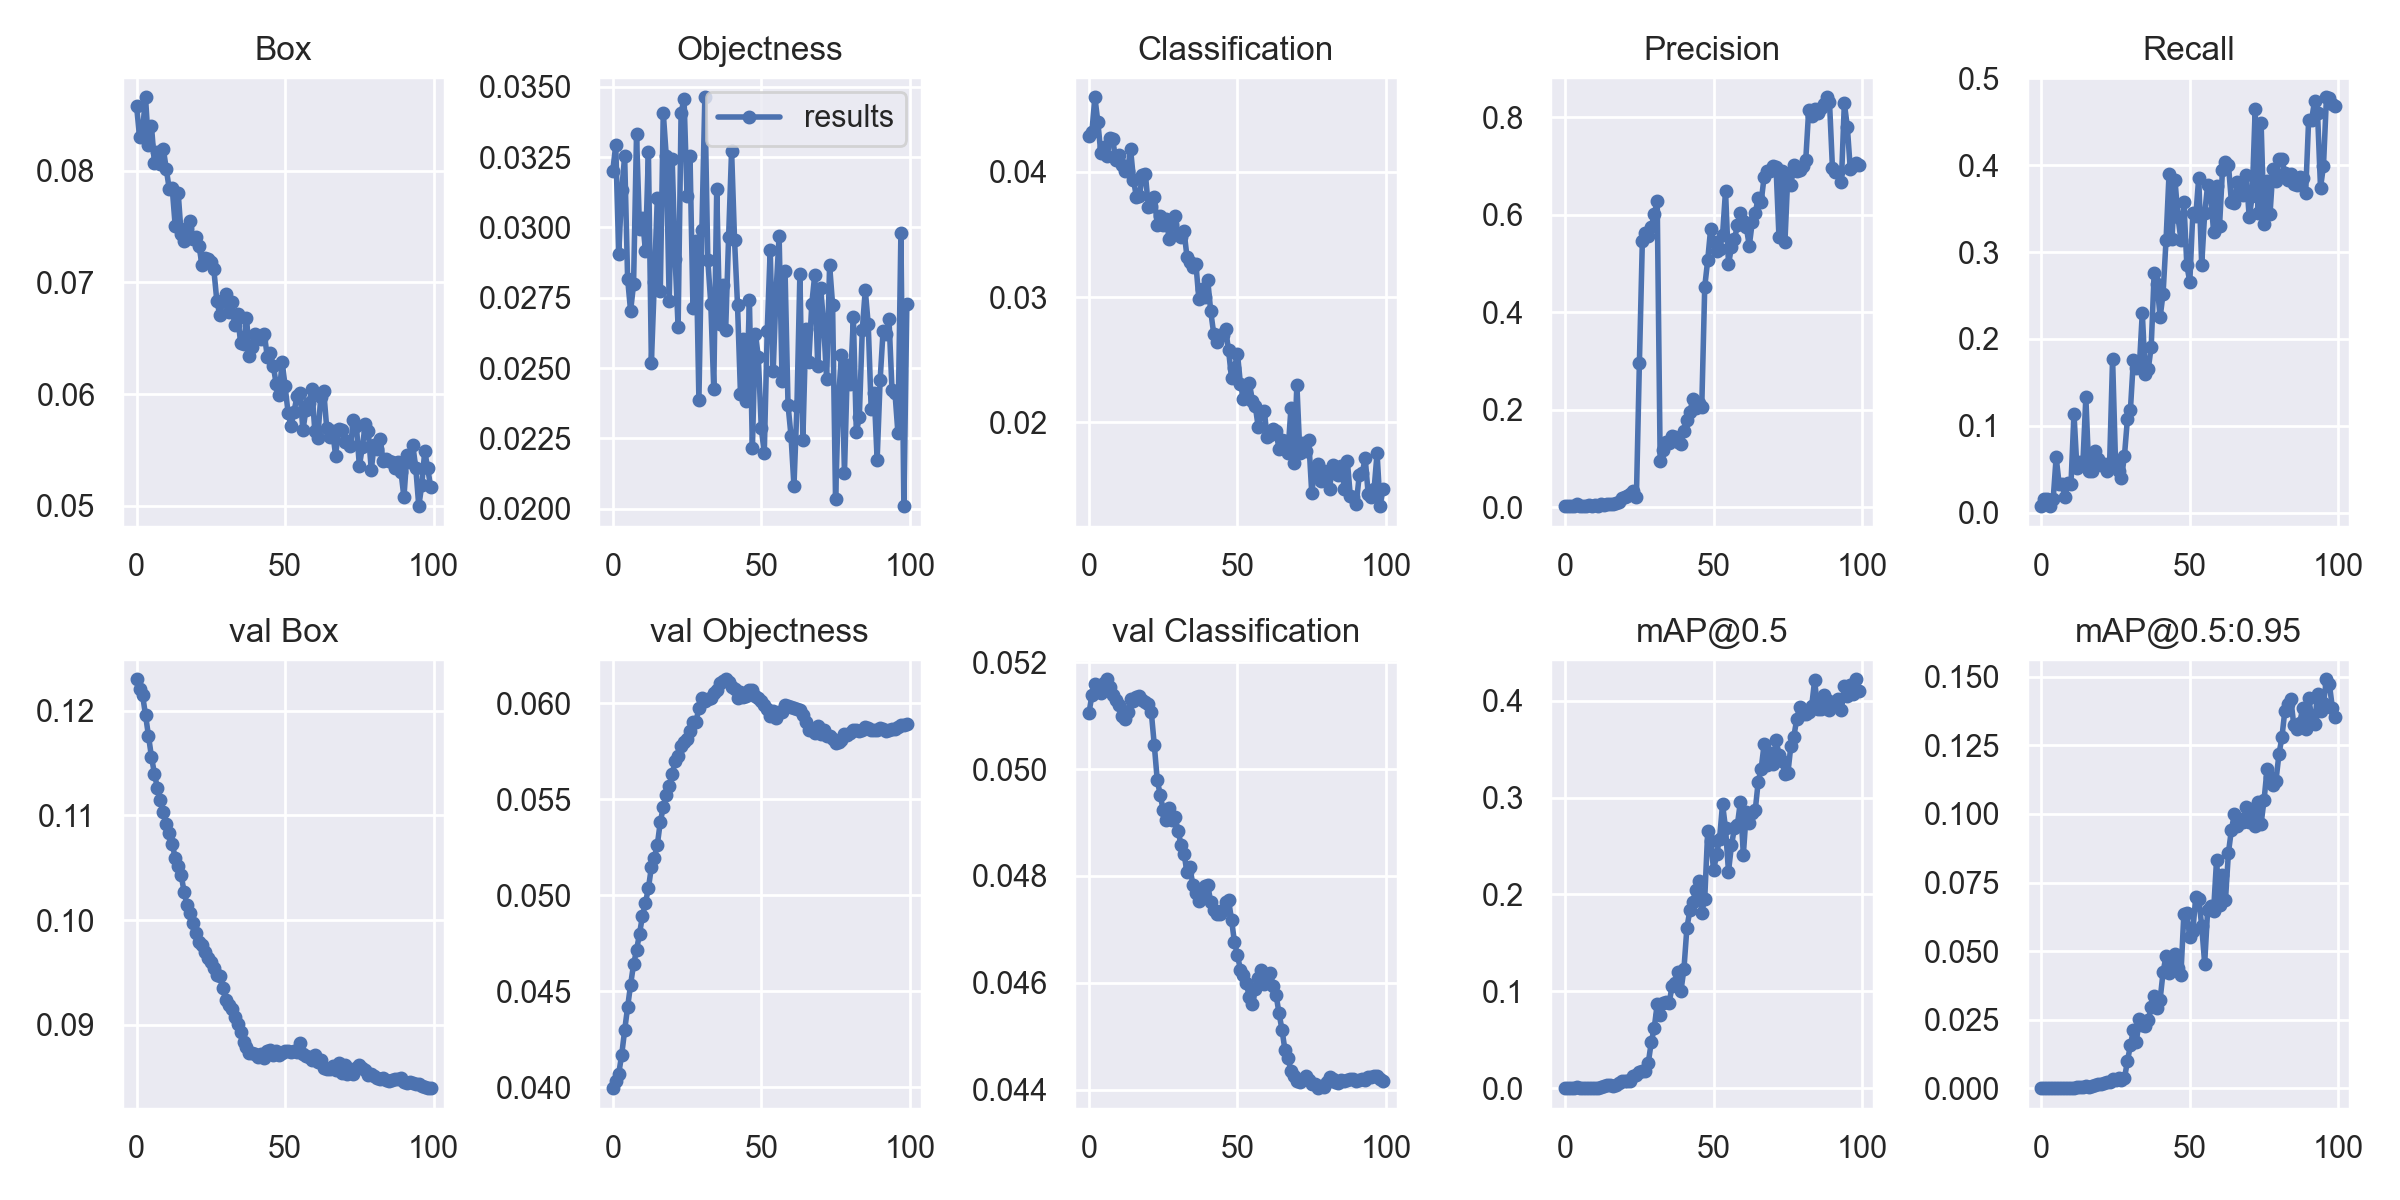 Box
Objectness
Classification
Precision
Recall
0.08
0.07
0.06
0.05
0 50 100
0.0350
0.0325
0.0300
0.0275
0.0250
0.0225
0.0200
results
0 50 100
0.04
0.03
0.02
0 50 100
0.8
0.6
0.4
0.2
0.0
0 50 100
0.5
0.4
0.3
0.2
0.1
0.0
0 50 100
val Box
val Objectness
val Classification
mAP@0.5
mAP@0.5:0.95
0.12
0.11
0.10
0.09
0 50 100
0.060
0.055
0.050
0.045
0.040
0 50 100
0.052
0.050
0.048
0.046
0.044
0 50 100
0.4
0.3
0.2
0.1
0.0
0 50 100
0.150
0.125
0.100
0.075
0.050
0.025
0.000
0 50 100